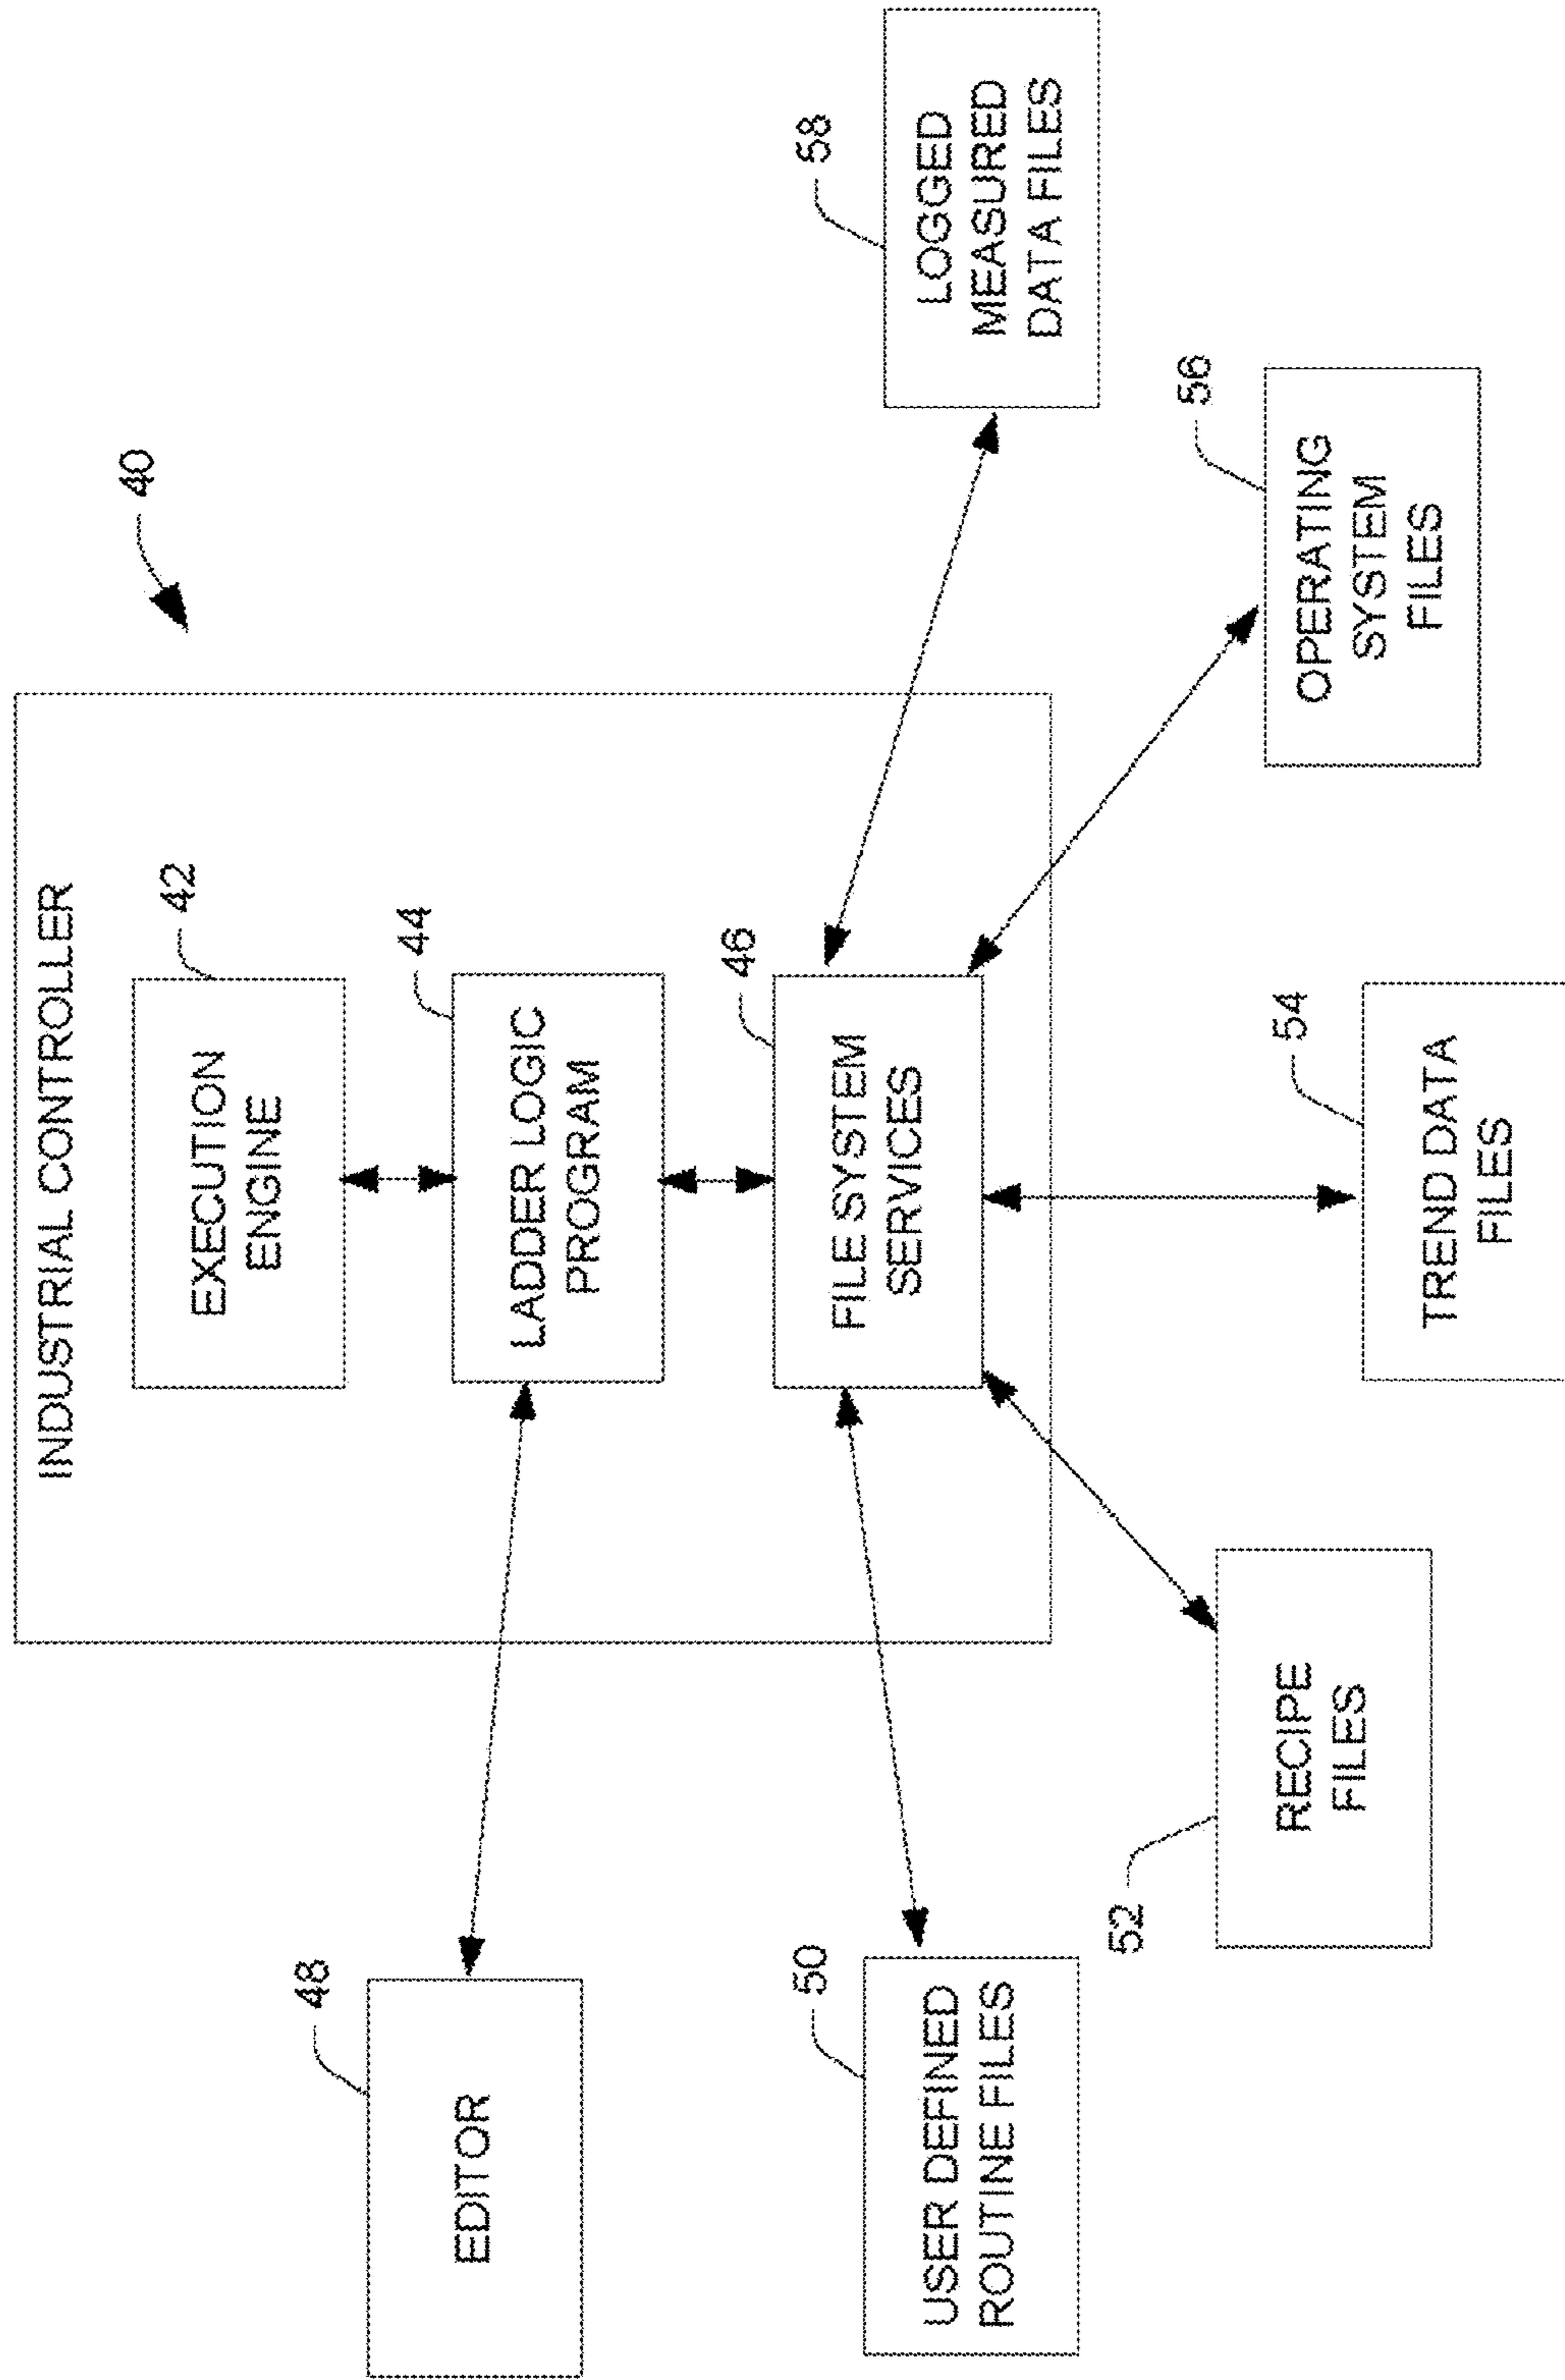 40
INDUSTRIAL CONTROLLER
42
EXECUTION
ENGINE
44
LADDER LOGIC
PROGRAM
46
FILE SYSTEM
SERVICES
48
EDITOR
50
USER DEFINED
ROUTINE FILES
52
RECIPE
FILES
54
TREND DATA
FILES
56
OPERATING
SYSTEM
FILES
58
LOGGED
MEASURED
DATA FILES